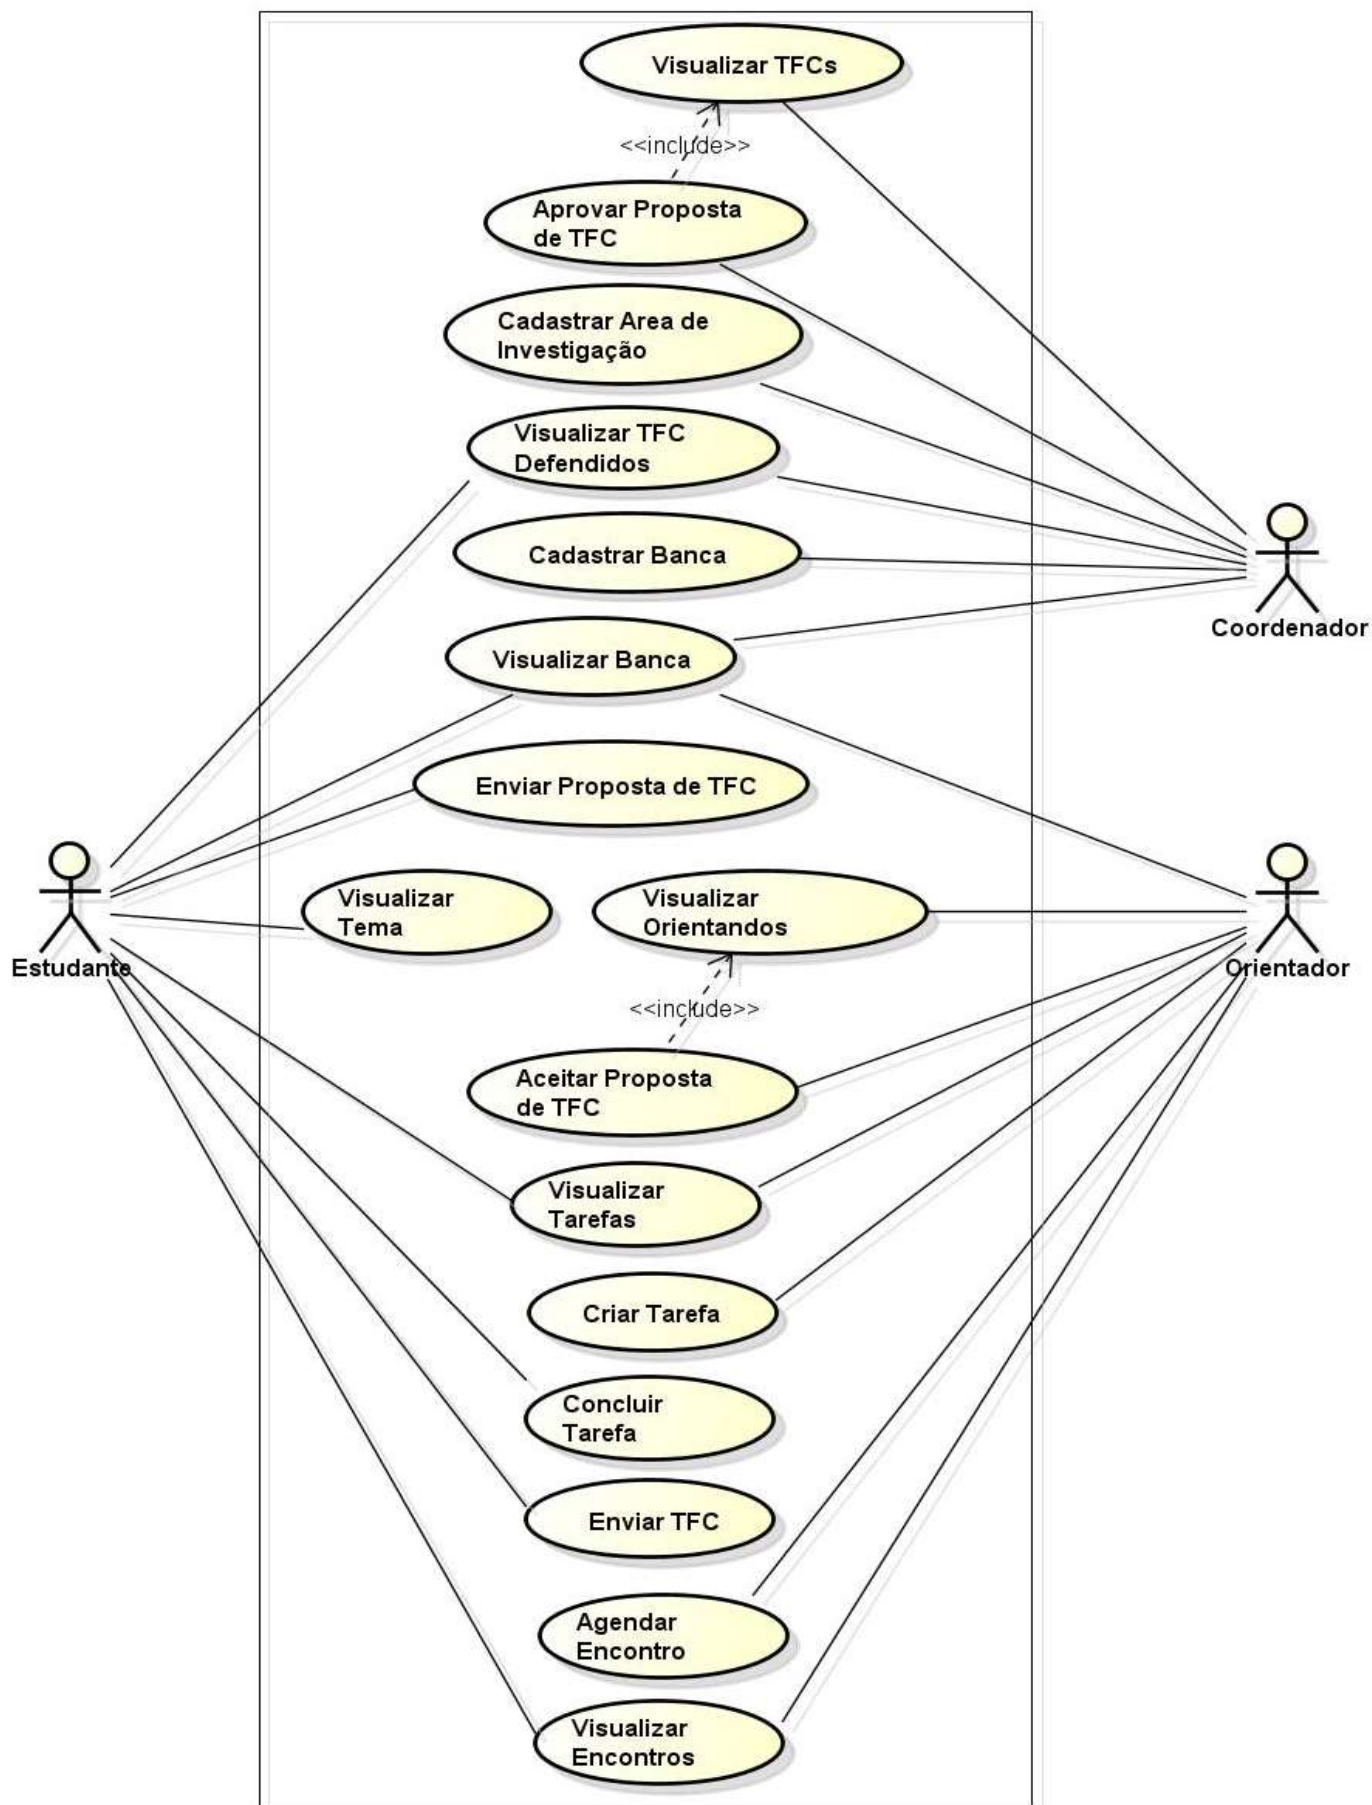 Visualizar TFCs
<<include>>
Aprovar Proposta
de TFC
Cadastrar Area de
Investigação
Visualizar TFC
Defendidos
Cadastrar Banca
Coordenador
Visualizar Banca
Enviar Proposta de TFC
Visualizar
Tema
Visualizar
Orientandos
Estudante
Orientador
<<include>>
Aceitar Proposta
de TFC
Visualizar
Tarefas
Criar Tarefa
Concluir
Tarefa
Enviar TFC
Agendar
Encontro
Visualizar
Encontros